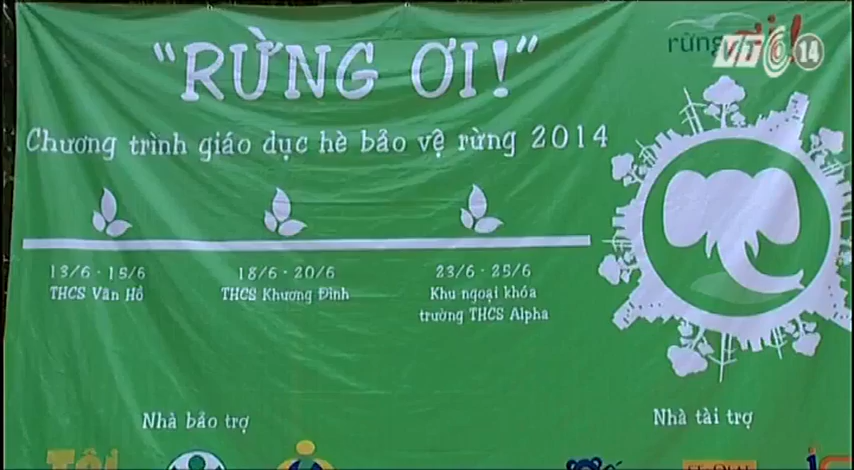 "RỪNG ƠI!"
rừng ơi!
VTC 14
Chương trình giáo dục hè bảo vệ rừng 2014
13/6 - 15/6
THCS Vân Hồ
18/6 - 20/6
THCS Khương Đình
23/6 - 25/6
Khu ngoại khóa
trường THCS Alpha
Nhà bảo trợ
Nhà tài trợ